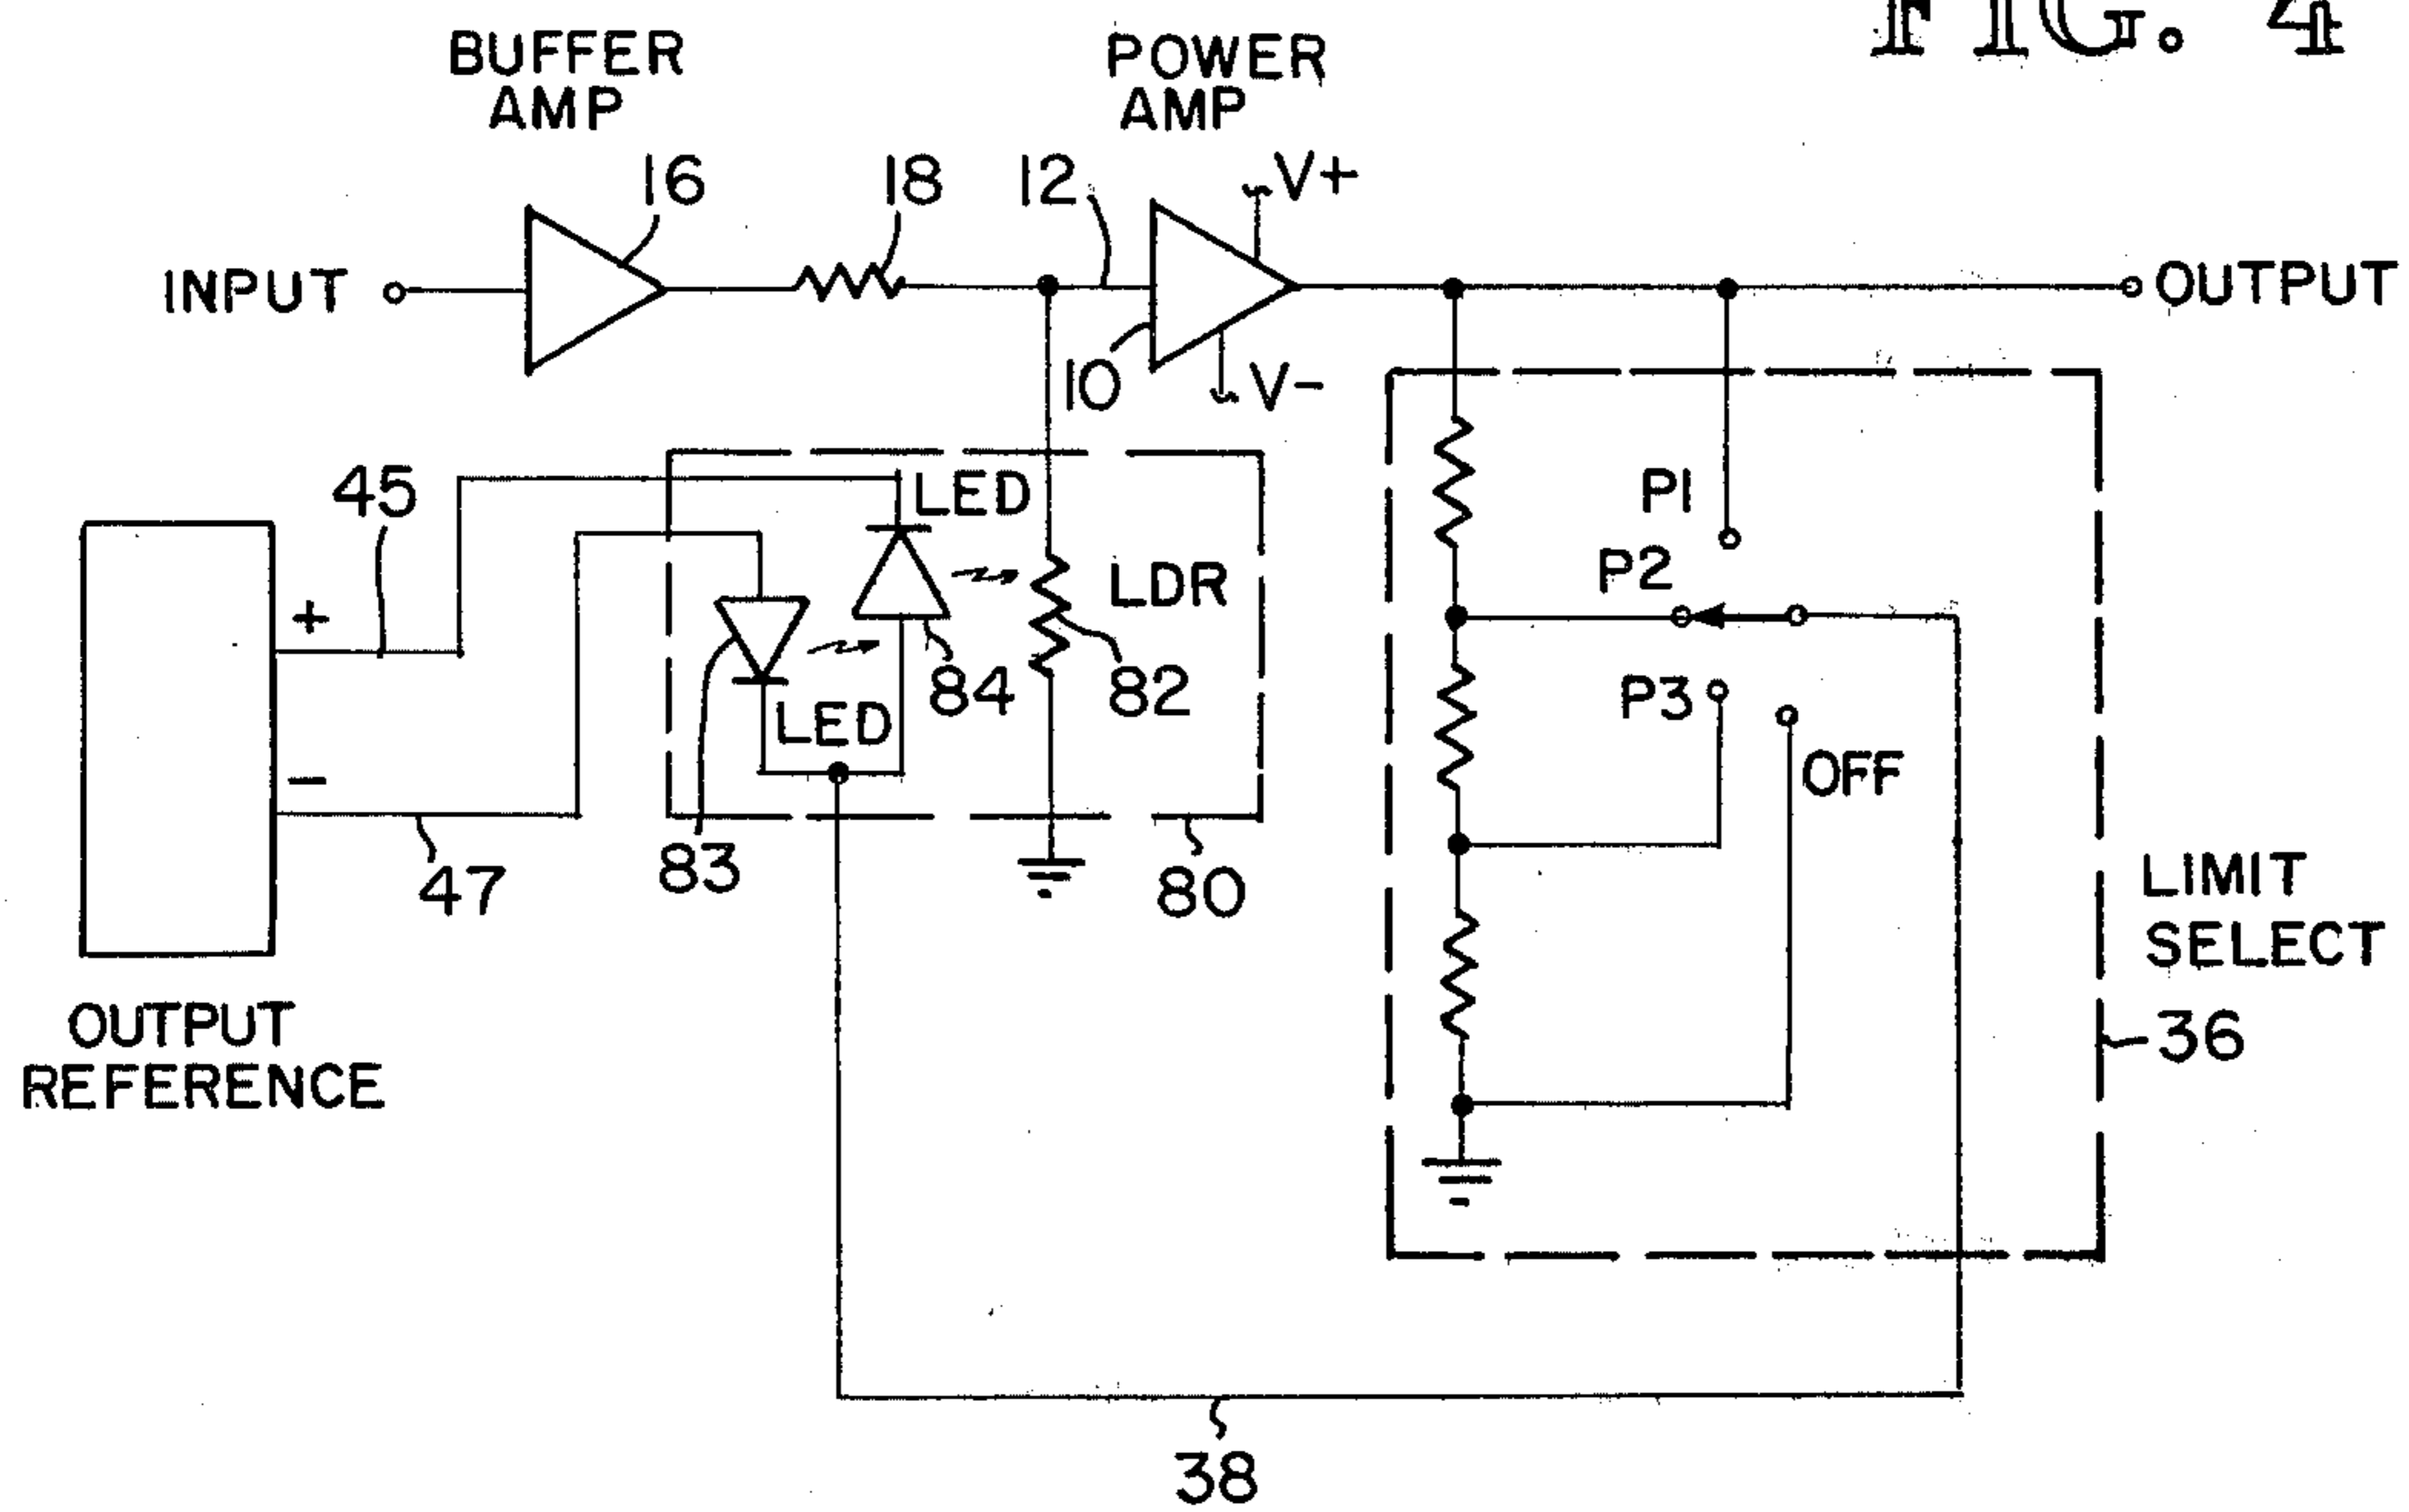 FIG. 4
BUFFER
AMP
POWER
AMP
16
18
12
V+
INPUT
OUTPUT
10
V-
45
LED
P1
P2
LDR
+
84
82
P3
LED
OFF
-
83
47
80
LIMIT
SELECT
OUTPUT
REFERENCE
36
38